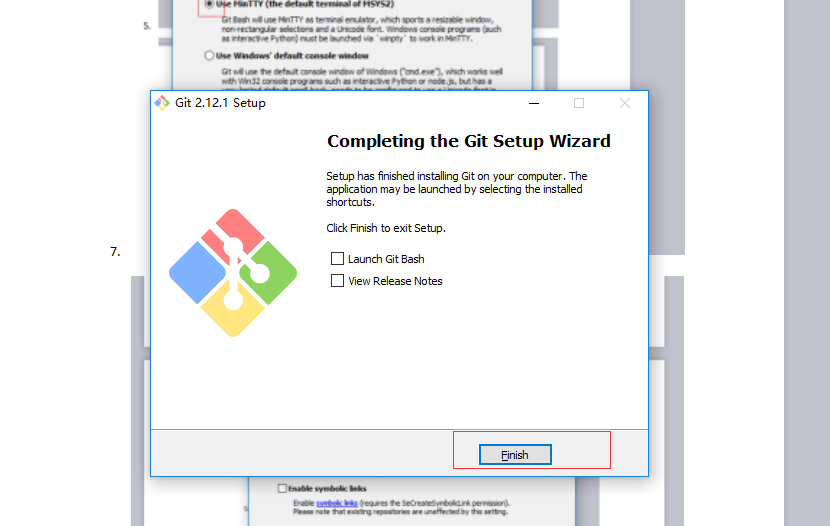 Use MinTTY (the default terminal of MSYS2)
5.
Git Bash will use MinTTY as terminal emulator, which sports a resizable window,
non-rectangular selections and a Unicode font. Windows console programs (such
as interactive Python) must be launched via `winpty` to work in MinTTY.
Use Windows' default console window
Git will use the default console window of Windows ("cmd.exe"), which works well
with Win32 console programs such as interactive Python or node.js, but has a
Git 2.12.1 Setup
Completing the Git Setup Wizard
Setup has finished installing Git on your computer. The
application may be launched by selecting the installed
shortcuts.
Click Finish to exit Setup.
7.
Launch Git Bash
View Release Notes
Finish
Enable symbolic links
Enable symbolic links (requires the SeCreateSymbolicLink permission).
Please note that existing repositories are unaffected by this setting.